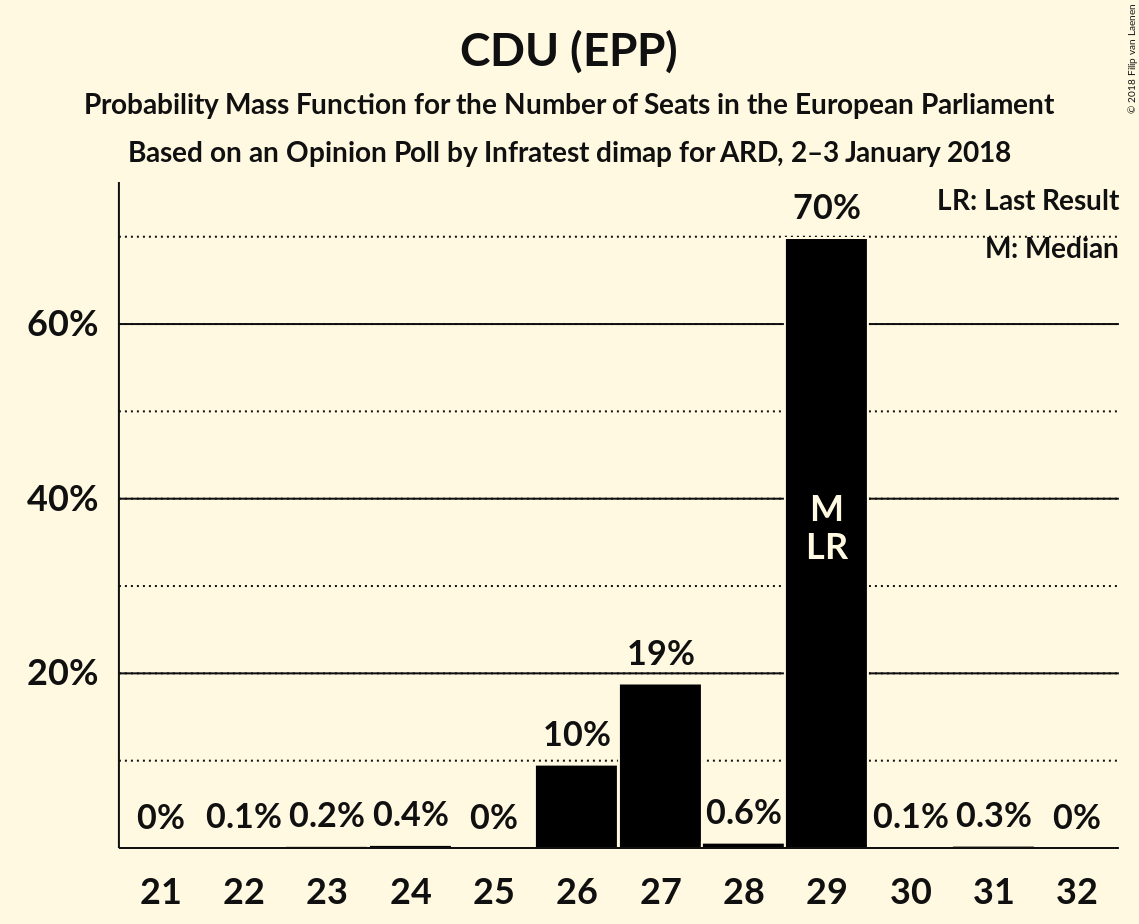 CDU (EPP)
Probability Mass Function for the Number of Seats in the European Parliament
Based on an Opinion Poll by Infratest dimap for ARD, 2–3 January 2018
© 2018 Filip van Laenen
LR: Last Result
M: Median
60%
40%
20%
0%
0.1%
0.2%
0.4%
0%
10%
19%
0.6%
70%
M
LR
0.1%
0.3%
0%
21 22 23 24 25 26 27 28 29 30 31 32